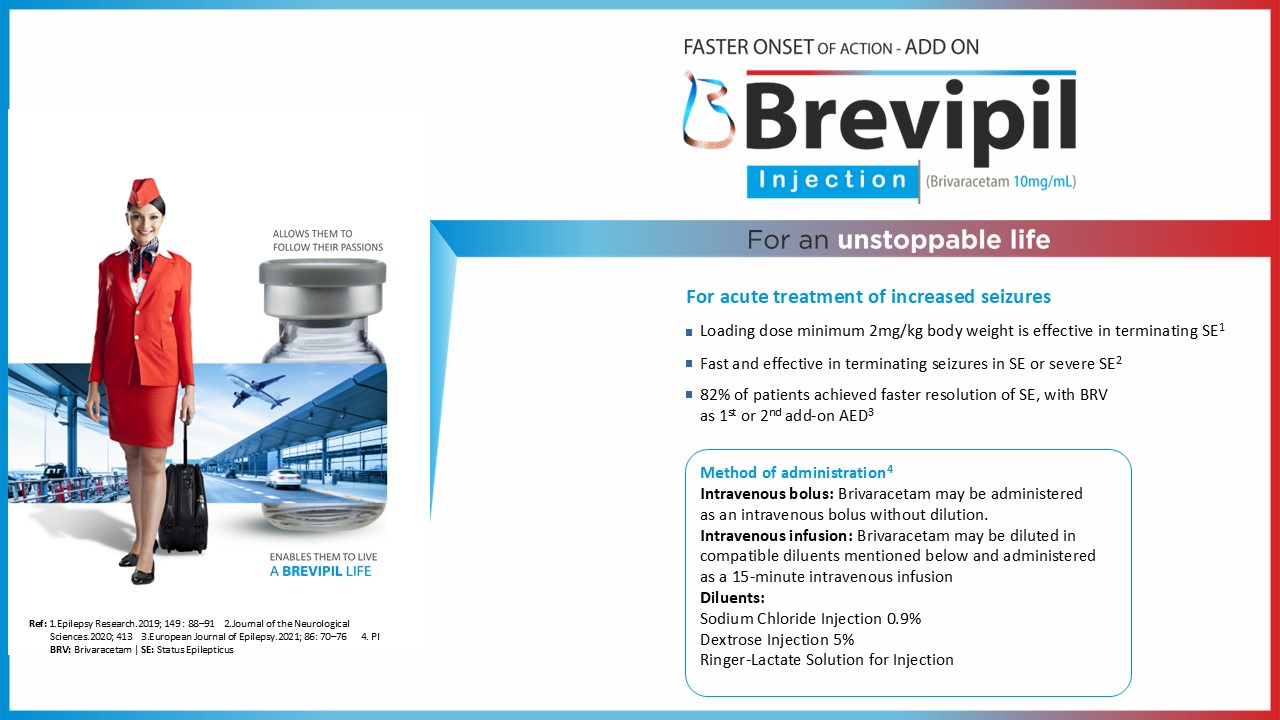 FASTER ONSET OF ACTION - ADD ON
Brevipil
Injection (Brivaracetam 10mg/mL)
For an unstoppable life
ALLOWS THEM TO
FOLLOW THEIR PASSIONS
ENABLES THEM TO LIVE
A BREVIPIL LIFE
For acute treatment of increased seizures
▪ Loading dose minimum 2mg/kg body weight is effective in terminating SE¹
▪ Fast and effective in terminating seizures in SE or severe SE²
▪ 82% of patients achieved faster resolution of SE, with BRV
as 1st or 2nd add-on AED³
Method of administration⁴
Intravenous bolus: Brivaracetam may be administered
as an intravenous bolus without dilution.
Intravenous infusion: Brivaracetam may be diluted in
compatible diluents mentioned below and administered
as a 15-minute intravenous infusion
Diluents:
Sodium Chloride Injection 0.9%
Dextrose Injection 5%
Ringer-Lactate Solution for Injection
Ref: 1.Epilepsy Research.2019; 149 : 88–91 2.Journal of the Neurological
Sciences.2020; 413 3.European Journal of Epilepsy.2021; 86: 70–76 4. PI
BRV: Brivaracetam | SE: Status Epilepticus